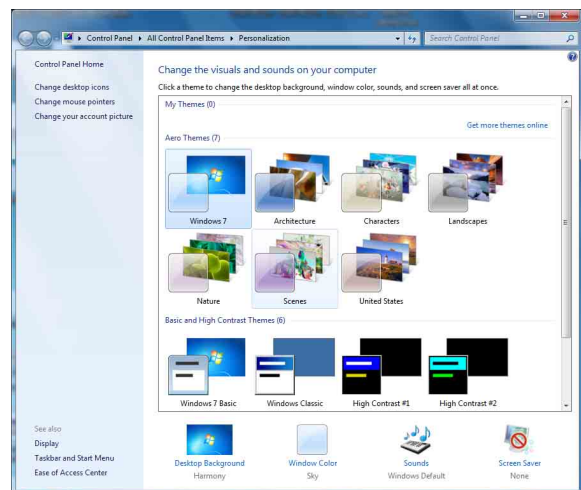 Control Panel ▸ All Control Panel Items ▸ Personalization
Search Control Panel
Control Panel Home
Change desktop icons
Change mouse pointers
Change your account picture
Change the visuals and sounds on your computer
Click a theme to change the desktop background, window color, sounds, and screen saver all at once.
My Themes (0)
Get more themes online
Aero Themes (7)
Windows 7
Architecture
Characters
Landscapes
Nature
Scenes
United States
Basic and High Contrast Themes (6)
Windows 7 Basic
Windows Classic
High Contrast #1
High Contrast #2
See also
Display
Taskbar and Start Menu
Ease of Access Center
Desktop Background
Harmony
Window Color
Sky
Sounds
Windows Default
Screen Saver
None